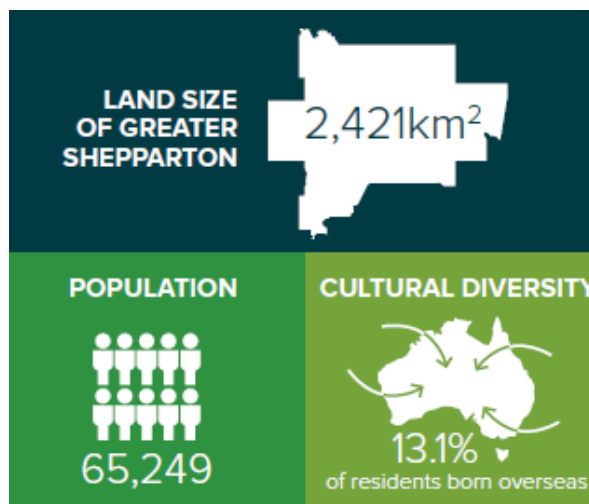 LAND SIZE
OF GREATER
SHEPPARTON
2,421km²
POPULATION
65,249
CULTURAL DIVERSITY
13.1%
of residents born overseas